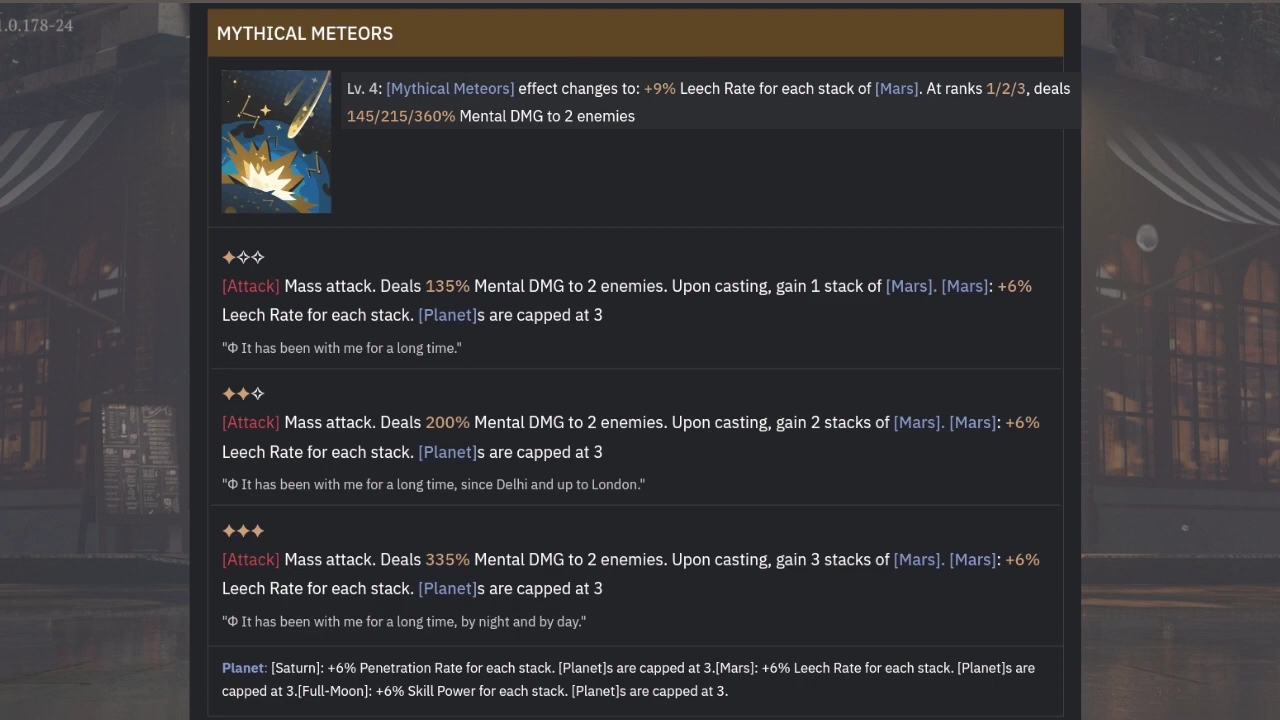 1.0.178-24
MYTHICAL METEORS
Lv. 4: [Mythical Meteors] effect changes to: +9% Leech Rate for each stack of [Mars]. At ranks 1/2/3, deals
145/215/360% Mental DMG to 2 enemies
[Attack] Mass attack. Deals 135% Mental DMG to 2 enemies. Upon casting, gain 1 stack of [Mars]. [Mars]: +6%
Leech Rate for each stack. [Planet]s are capped at 3
"Φ It has been with me for a long time."
[Attack] Mass attack. Deals 200% Mental DMG to 2 enemies. Upon casting, gain 2 stacks of [Mars]. [Mars]: +6%
Leech Rate for each stack. [Planet]s are capped at 3
"Φ It has been with me for a long time, since Delhi and up to London."
[Attack] Mass attack. Deals 335% Mental DMG to 2 enemies. Upon casting, gain 3 stacks of [Mars]. [Mars]: +6%
Leech Rate for each stack. [Planet]s are capped at 3
"Φ It has been with me for a long time, by night and by day."
Planet: [Saturn]: +6% Penetration Rate for each stack. [Planet]s are capped at 3.[Mars]: +6% Leech Rate for each stack. [Planet]s are
capped at 3.[Full-Moon]: +6% Skill Power for each stack. [Planet]s are capped at 3.